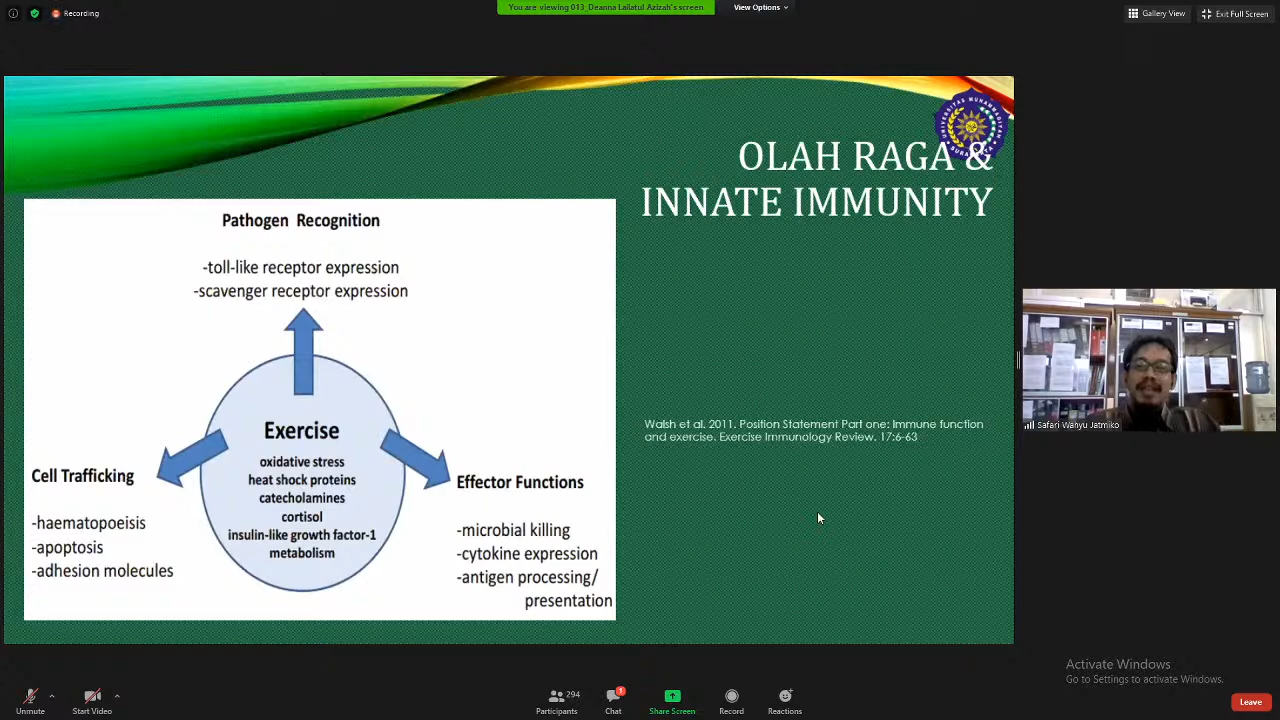 Recording
You are viewing 013_Deanna Lailatul Azizah's screen
View Options
Gallery View
Exit Full Screen
UNIVERSITAS MUHAMMADIYAH
SURABAYA
OLAH RAGA &
INNATE IMMUNITY
Pathogen Recognition
-toll-like receptor expression
-scavenger receptor expression
Exercise
oxidative stress
heat shock proteins
catecholamines
cortisol
insulin-like growth factor-1
metabolism
Cell Trafficking
-haematopoeisis
-apoptosis
-adhesion molecules
Effector Functions
-microbial killing
-cytokine expression
-antigen processing/
presentation
Walsh et al. 2011. Position Statement Part one: Immune function
and exercise. Exercise Immunology Review. 17:6-63
Safari Wahyu Jatmiko
Activate Windows
Go to Settings to activate Windows.
Unmute
Start Video
294
Participants
1
Chat
Share Screen
Record
Reactions
Leave